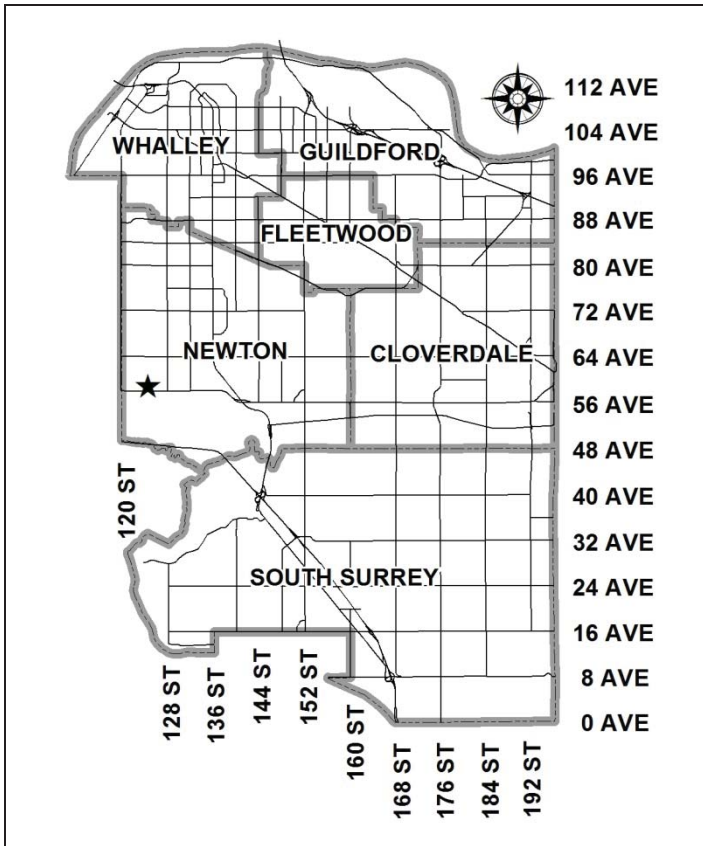 112 AVE
104 AVE
WHALLEY
GUILDFORD
96 AVE
88 AVE
FLEETWOOD
80 AVE
72 AVE
NEWTON
CLOVERDALE
64 AVE
56 AVE
48 AVE
120 ST
40 AVE
32 AVE
SOUTH SURREY
24 AVE
16 AVE
128 ST
136 ST
144 ST
152 ST
8 AVE
160 ST
0 AVE
168 ST
176 ST
184 ST
192 ST